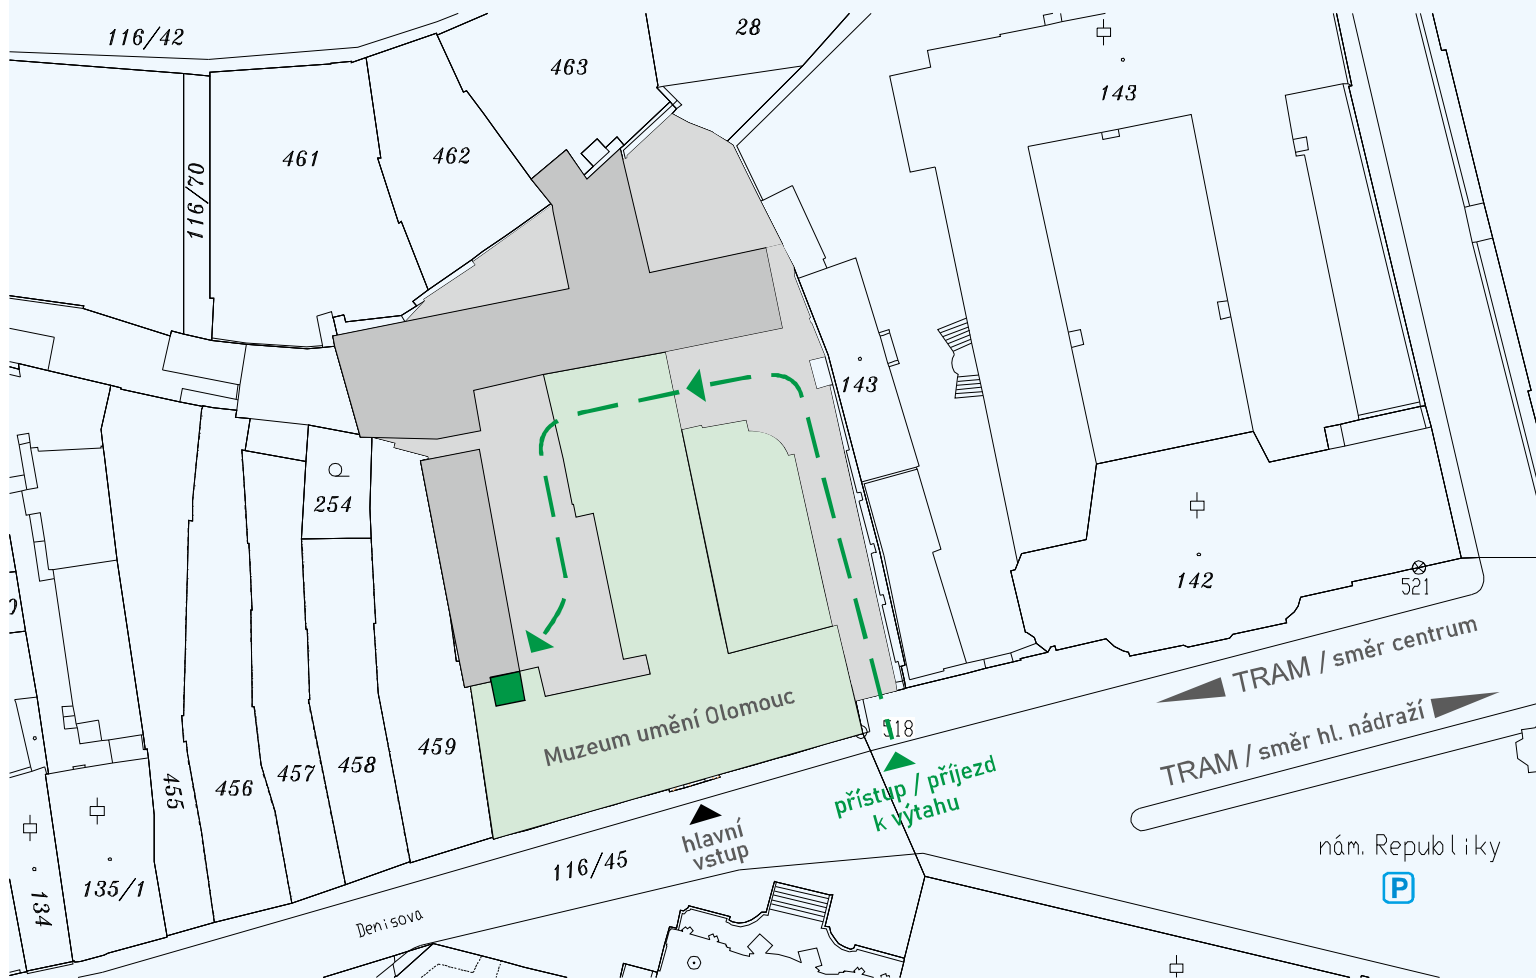 116/42
28
463
143
461
462
116/70
143
254
142
521
TRAM / směr centrum
TRAM / směr hl. nádraží
Muzeum umění Olomouc
518
přístup / příjezd
k výtahu
hlavní
vstup
459
458
457
456
455
116/45
135/1
134
Denisova
nám. Republiky
P